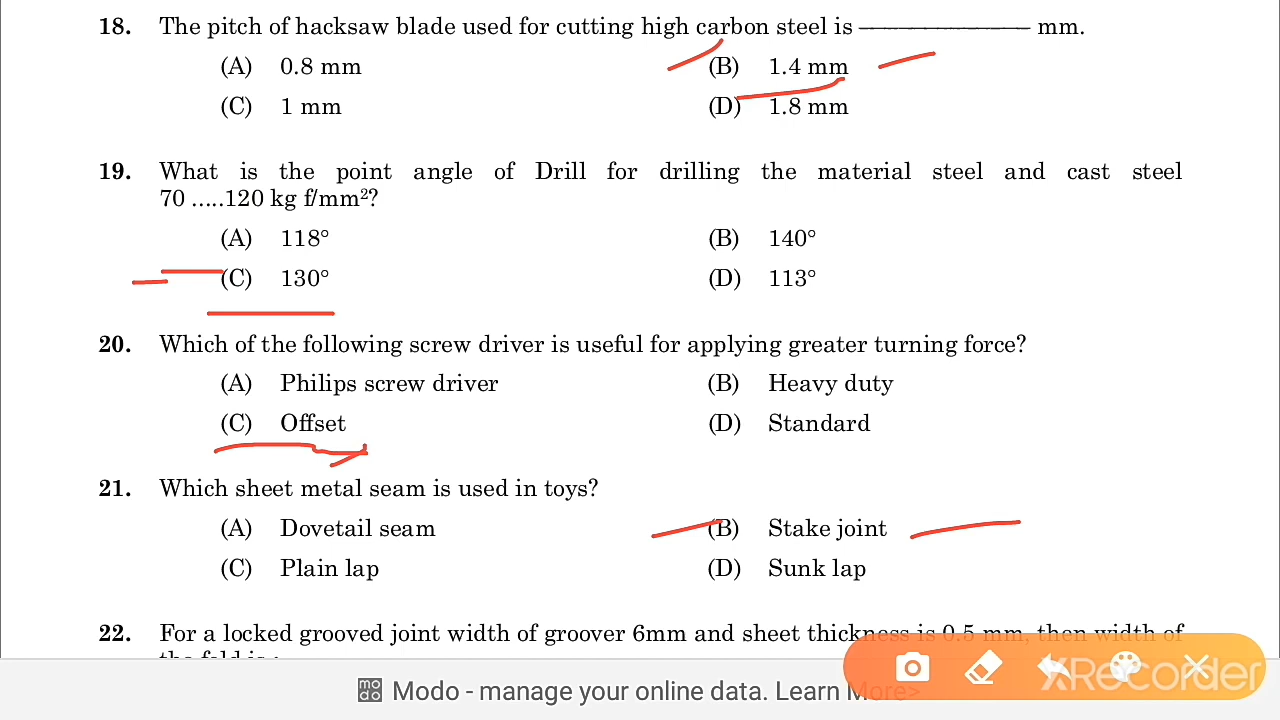 18. The pitch of hacksaw blade used for cutting high carbon steel is ———————— mm.
(A) 0.8 mm (B) 1.4 mm
(C) 1 mm (D) 1.8 mm
19. What is the point angle of Drill for drilling the material steel and cast steel
70 .....120 kg f/mm²?
(A) 118° (B) 140°
(C) 130° (D) 113°
20. Which of the following screw driver is useful for applying greater turning force?
(A) Philips screw driver (B) Heavy duty
(C) Offset (D) Standard
21. Which sheet metal seam is used in toys?
(A) Dovetail seam (B) Stake joint
(C) Plain lap (D) Sunk lap
22. For a locked grooved joint width of groover 6mm and sheet thickness is 0.5 mm, then width of
the fold is :
modo Modo - manage your online data. Learn More>
XRecorder